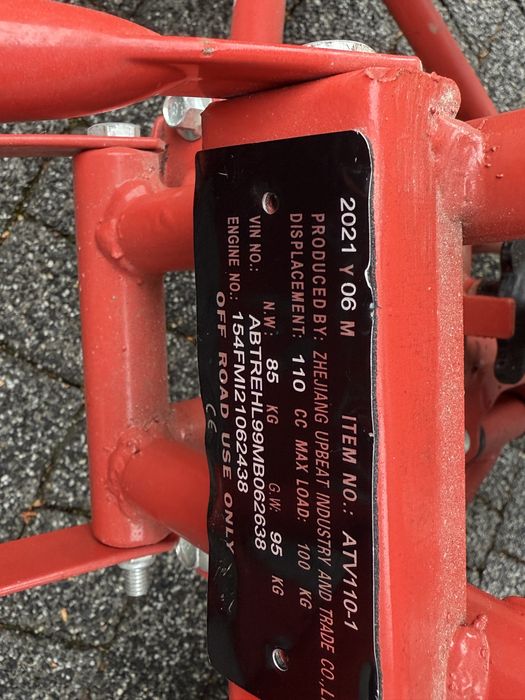 2021 Y 06 M ITEM NO.: ATV110-1
PRODUCED BY: ZHEJIANG UPBEAT INDUSTRY AND TRADE CO.,L
DISPLACEMENT: 110 CC MAX LOAD: 100 KG
N.W: 85 KG G.W: 95 KG
VIN NO.: ABTREHL99MB062638
ENGINE NO.: 154FMI21062438
OFF ROAD USE ONLY
CE